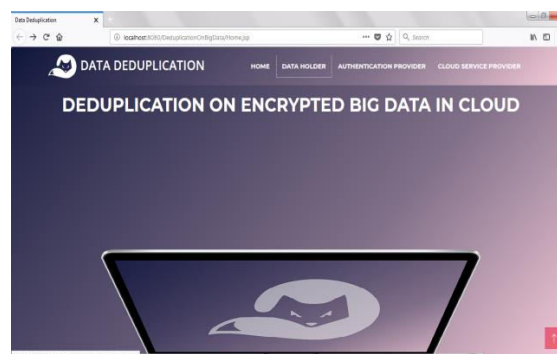 Data Deduplication
localhost:8080/DeduplicationOnBigData/Home.jsp
Search
DATA DEDUPLICATION
HOME DATA HOLDER AUTHENTICATION PROVIDER CLOUD SERVICE PROVIDER
DEDUPLICATION ON ENCRYPTED BIG DATA IN CLOUD